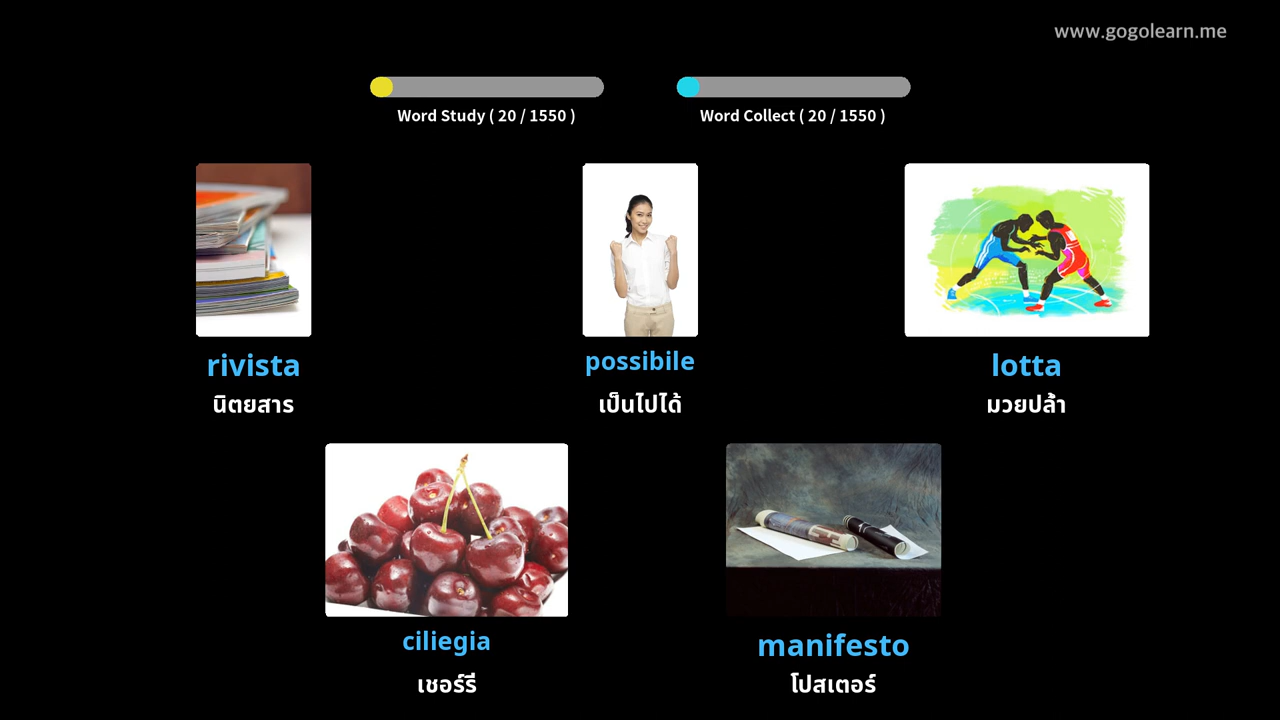 www.gogolearn.me
Word Study ( 20 / 1550 )
Word Collect ( 20 / 1550 )
rivista
นิตยสาร
possibile
เป็นไปได้
lotta
มวยปล้ำ
ciliegia
เชอร์รี
manifesto
โปสเตอร์